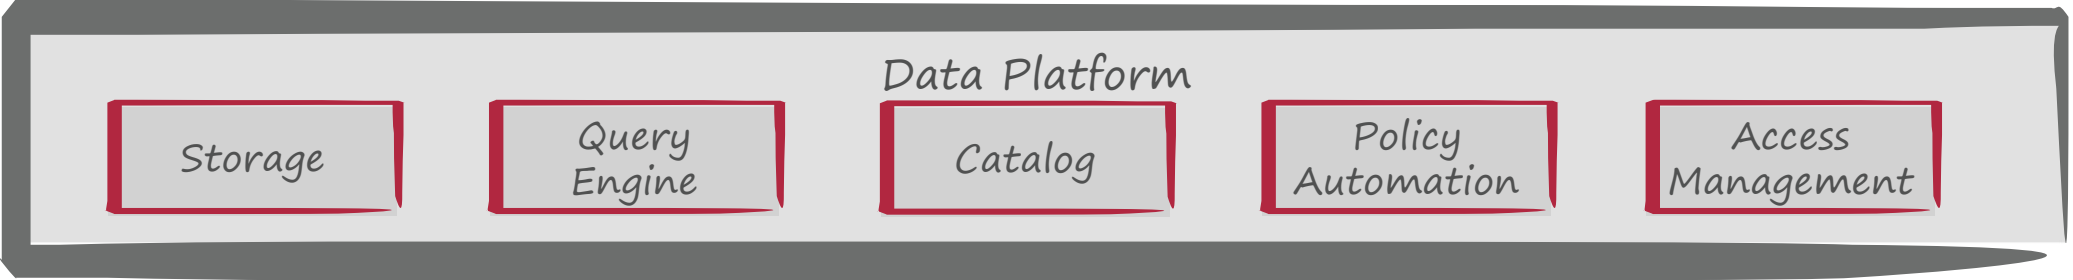 Data Platform
Storage
Query
Engine
Catalog
Policy
Automation
Access
Management